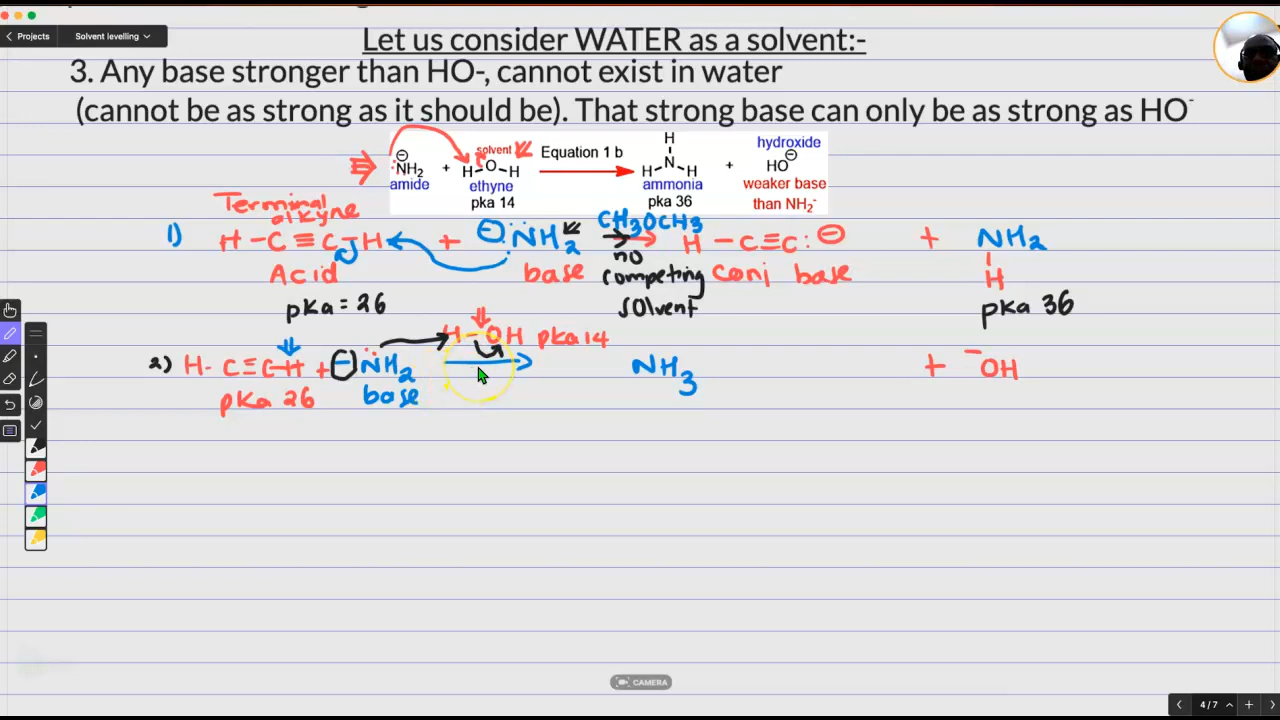 Projects
Solvent levelling
Let us consider WATER as a solvent:-
3. Any base stronger than HO-, cannot exist in water
(cannot be as strong as it should be). That strong base can only be as strong as HO⁻
⊖ NH2 + H-O-H → H-N(H)-H + HO⊖
solvent
Equation 1 b
hydroxide
amide ethyne ammonia weaker base
pka 14 pka 36 than NH2-
Terminal
alkyne
CH3OCH3
1) H-C≡C-H + ⊖:NH2 → H-C≡C:⊖ + NH2
no
H
Acid base competing conj base
pKa = 26 solvent pka 36
H-OH pka14
2) H-C≡C-H + ⊖NH2 → NH3 + ⁻OH
pKa 26 base
CAMERA
4/7